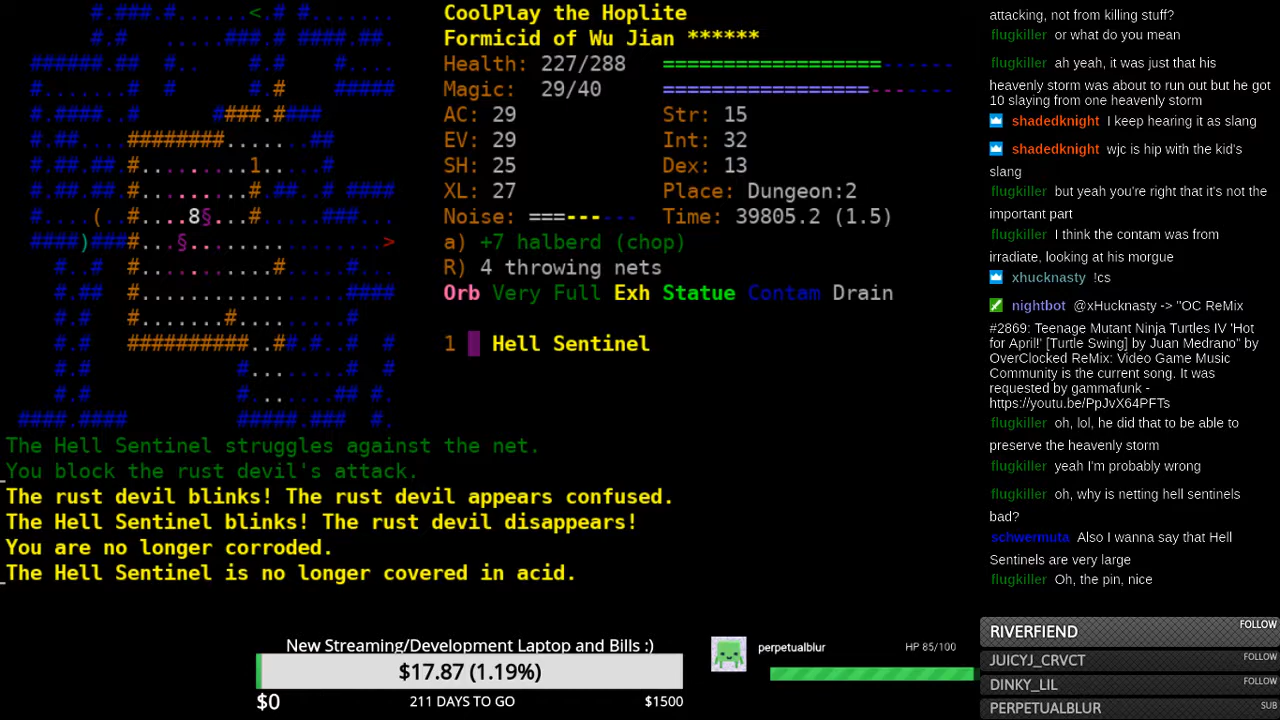 CoolPlay the Hoplite
Formicid of Wu Jian ******
Health: 227/288
Magic: 29/40
AC: 29 Str: 15
EV: 29 Int: 32
SH: 25 Dex: 13
XL: 27 Place: Dungeon:2
Noise: ===--- Time: 39805.2 (1.5)
a) +7 halberd (chop)
R) 4 throwing nets
Orb Very Full Exh Statue Contam Drain
1 Hell Sentinel
The Hell Sentinel struggles against the net.
_You block the rust devil's attack.
The rust devil blinks! The rust devil appears confused.
The Hell Sentinel blinks! The rust devil disappears!
You are no longer corroded.
_The Hell Sentinel is no longer covered in acid.
attacking, not from killing stuff?
flugkiller or what do you mean
flugkiller ah yeah, it was just that his
heavenly storm was about to run out but he got
10 slaying from one heavenly storm
shadedknight I keep hearing it as slang
shadedknight wjc is hip with the kid's
slang
flugkiller but yeah you're right that it's not the
important part
flugkiller I think the contam was from
irradiate, looking at his morgue
xhucknasty !cs
nightbot @xHucknasty -> "OC ReMix
#2869: Teenage Mutant Ninja Turtles IV 'Hot
for April!' [Turtle Swing] by Juan Medrano" by
OverClocked ReMix: Video Game Music
Community is the current song. It was
requested by gammafunk -
https://youtu.be/PpJvX64PFTs
flugkiller oh, lol, he did that to be able to
preserve the heavenly storm
flugkiller yeah I'm probably wrong
flugkiller oh, why is netting hell sentinels
bad?
schwermuta Also I wanna say that Hell
Sentinels are very large
flugkiller Oh, the pin, nice
New Streaming/Development Laptop and Bills :)
$17.87 (1.19%)
$0 211 DAYS TO GO $1500
perpetualblur HP 85/100
RIVERFIEND FOLLOW
JUICYJ_CRVCT FOLLOW
DINKY_LIL FOLLOW
PERPETUALBLUR SUB